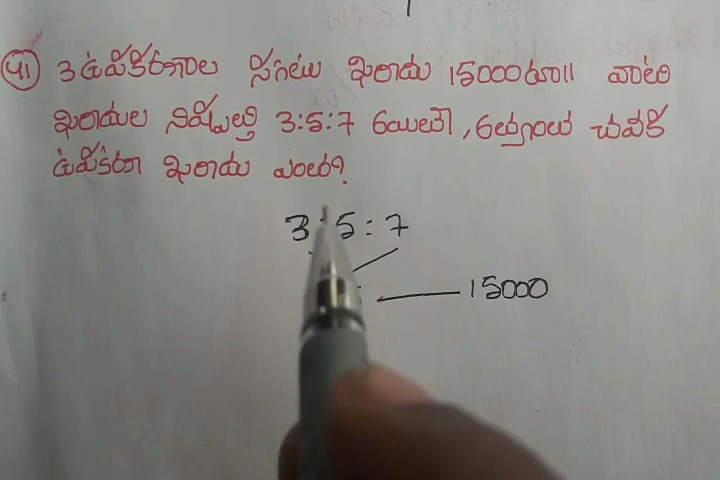 41 3 ఉపకరణాల సగటు ఖరీదు 15000రూ॥ వాటి
ఖరీదుల నిష్పత్తి 3:5:7 అయితే, అత్యంత చవక
ఉపకరణ ఖరీదు ఎంత?
3:5:7
15000